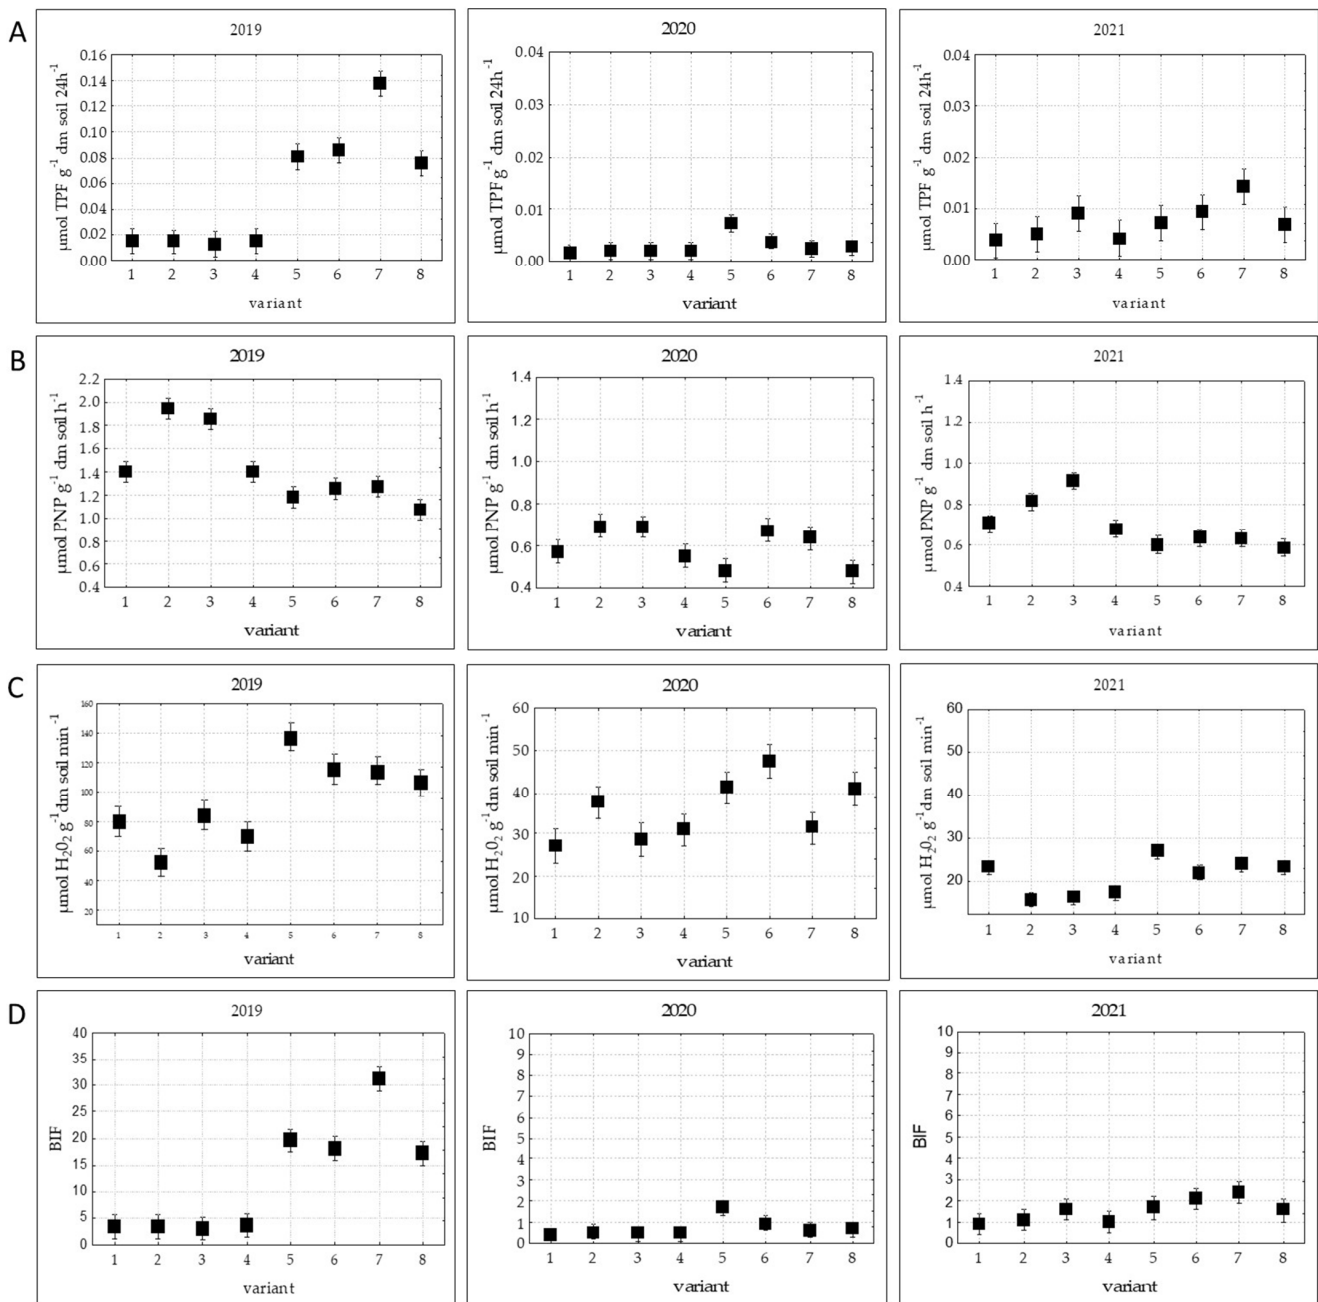 A
2019
µmol TPF g⁻¹ dm soil 24h⁻¹
0.16
0.14
0.12
0.10
0.08
0.06
0.04
0.02
0.00
1 2 3 4 5 6 7 8
variant
2020
µmol TPF g⁻¹ dm soil 24h⁻¹
0.04
0.03
0.02
0.001
0.00
1 2 3 4 5 6 7 8
variant
2021
µmol TPF g⁻¹ dm soil 24h⁻¹
0.04
0.03
0.02
0.01
0.00
1 2 3 4 5 6 7 8
variant
B
2019
µmol PNP g⁻¹ dm soil h⁻¹
2.2
2.0
1.8
1.6
1.4
1.2
1.0
0.8
0.6
0.4
1 2 3 4 5 6 7 8
variant
2020
µmol PNP g⁻¹ dm soil h⁻¹
1.4
1.2
1.0
0.8
0.6
0.4
1 2 3 4 5 6 7 8
variant
2021
µmol PNP g⁻¹ dm soil h⁻¹
1.4
1.2
1.0
0.8
0.6
0.4
1 2 3 4 5 6 7 8
variant
C
2019
µmol H₂0₂ g⁻¹dm soil min⁻¹
160
140
120
100
80
60
40
20
1 2 3 4 5 6 7 8
variant
2020
µmol H₂0₂ g⁻¹dm soil min⁻¹
60
50
40
30
20
10
1 2 3 4 5 6 7 8
variant
2021
µmol H₂0₂ g⁻¹dm soil min⁻¹
60
50
40
30
20
1 2 3 4 5 6 7 8
variant
D
2019
BIF
40
35
30
25
20
15
10
5
0
1 2 3 4 5 6 7 8
variant
2020
BIF
10
9
8
7
6
5
4
3
2
1
0
1 2 3 4 5 6 7 8
variant
2021
BIF
10
9
8
7
6
5
4
3
2
1
0
1 2 3 4 5 6 7 8
variant